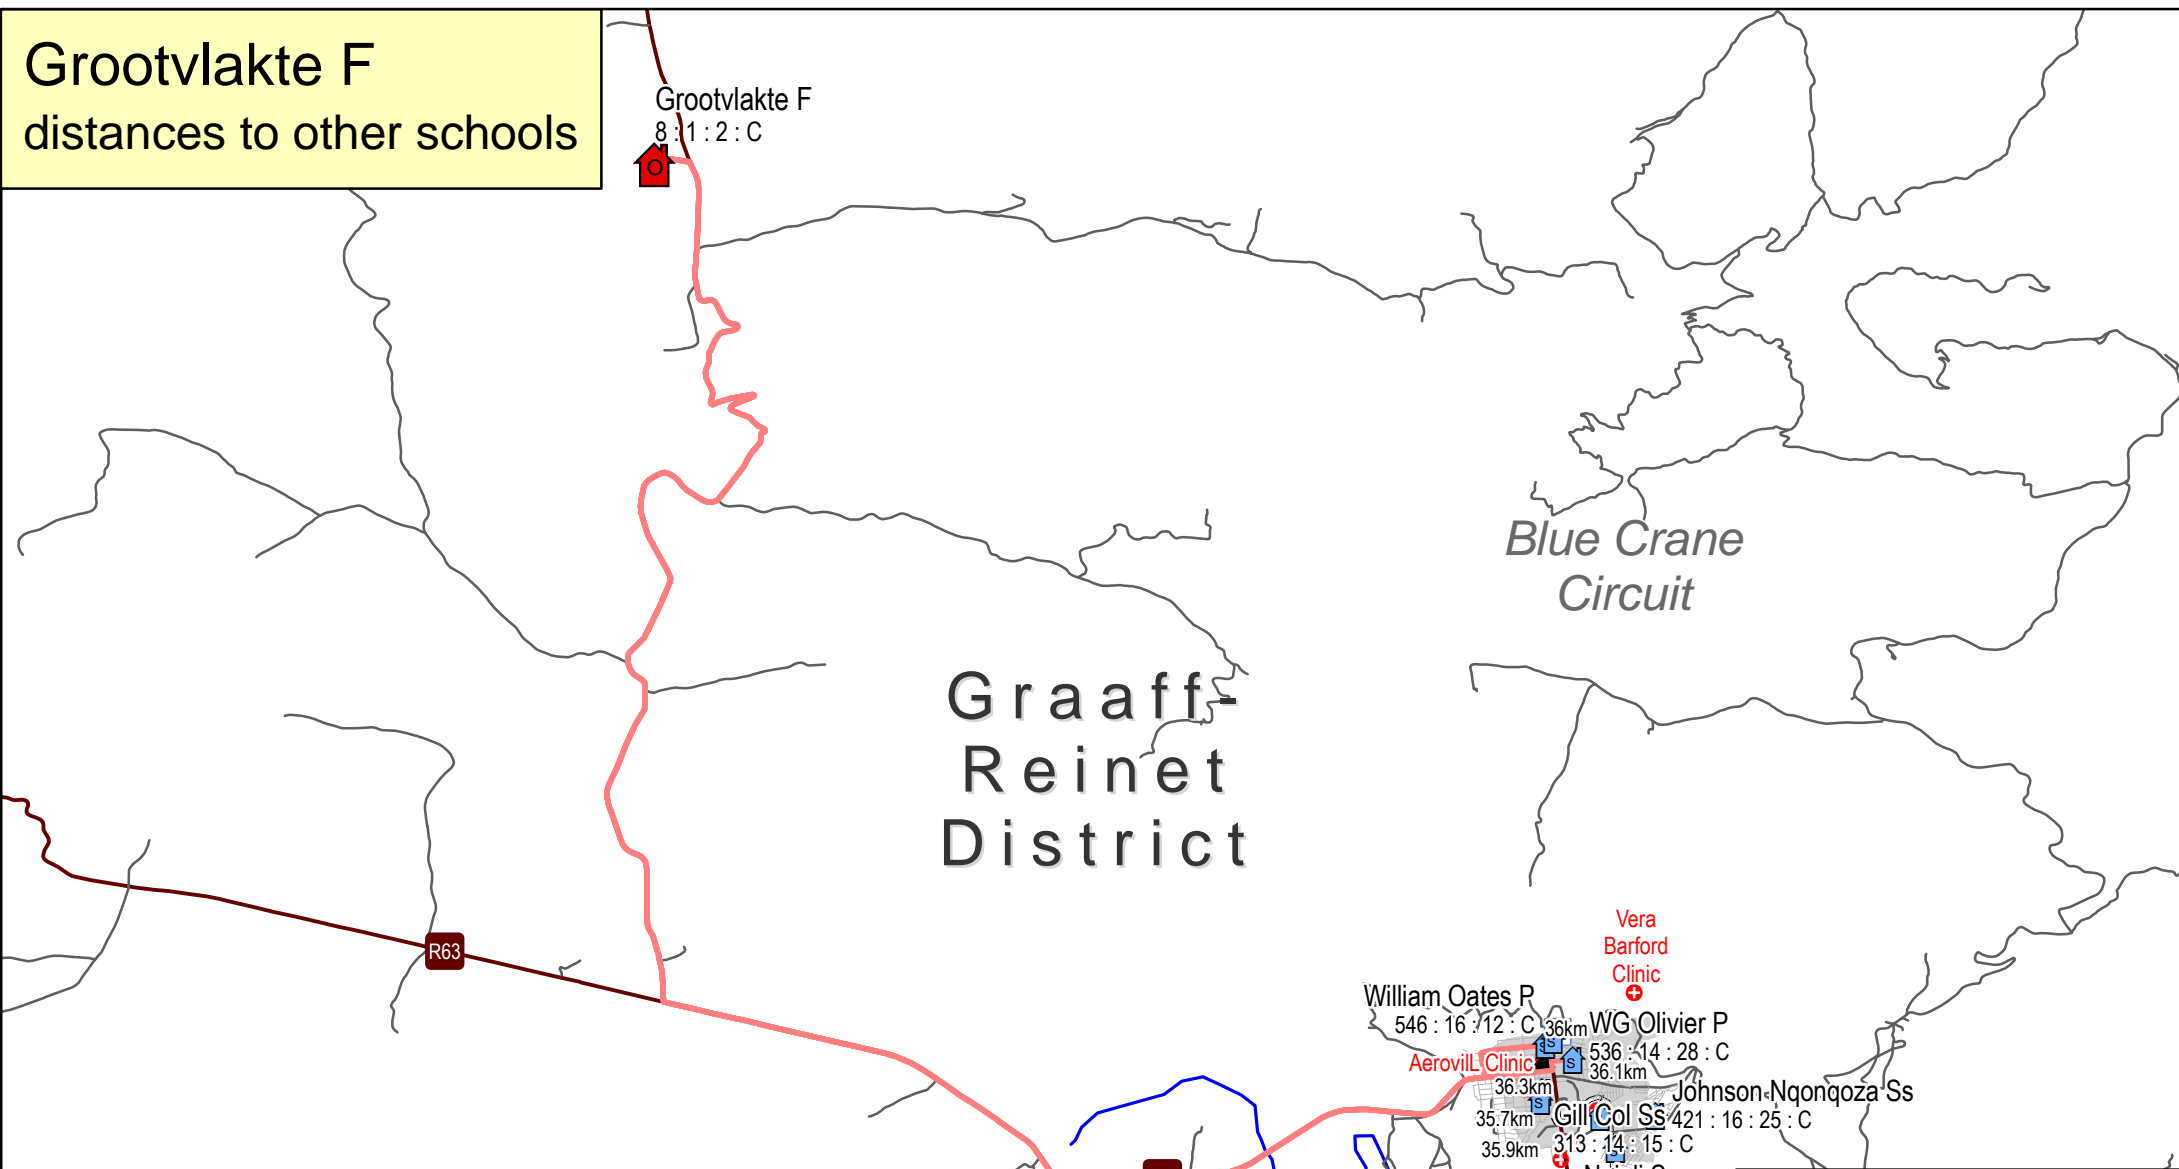 Grootvlakte F
distances to other schools
Grootvlakte F
8 : 1 : 2 : C
O
Blue Crane
Circuit
Graaff-
Reinet
District
R63
Vera
Barford
Clinic
William Oates P
546 : 16 : 12 : C
36km
WG Olivier P
536 : 14 : 28 : C
36.1km
Aerovill Clinic
36.3km
Johnson Nqonqoza Ss
421 : 16 : 25 : C
35.7km
Gill Col Ss
313 : 14 : 15 : C
35.9km
S
S
S
S